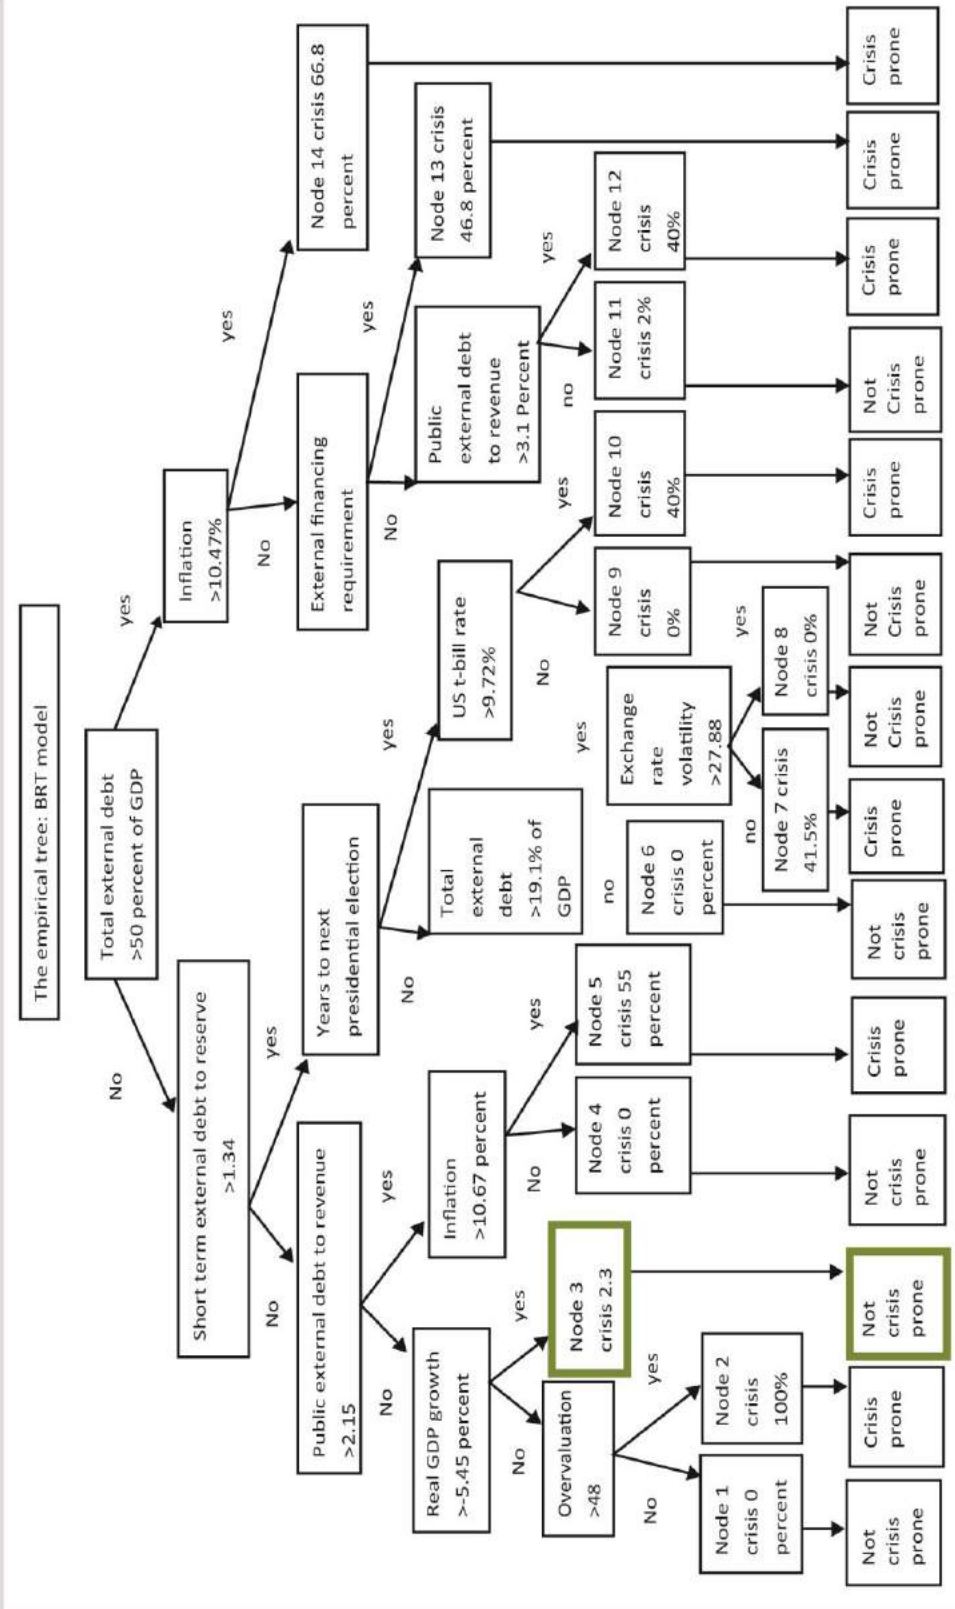 The empirical tree: BRT model
Total external debt
>50 percent of GDP
No
yes
Short term external debt to reserve
>1.34
Inflation
>10.47%
No
yes
No
yes
Public external debt to revenue
>2.15
Years to next
presidential election
External financing
requirement
Node 14 crisis 66.8
percent
No
yes
No
yes
No
yes
Real GDP growth
>-5.45 percent
Inflation
>10.67 percent
Total
external
debt
>19.1% of
GDP
US t-bill rate
>9.72%
Public
external debt
to revenue
>3.1 Percent
Node 13 crisis
46.8 percent
No
yes
No
yes
no
yes
No
yes
no
yes
Overvaluation
>48
Node 3
crisis 2.3
Node 4
crisis 0
percent
Node 5
crisis 55
percent
Node 6
crisis 0
percent
Exchange
rate
volatility
>27.88
Node 9
crisis
0%
Node 10
crisis
40%
Node 11
crisis 2%
Node 12
crisis
40%
No
yes
no
yes
Node 1
crisis 0
percent
Node 2
crisis
100%
Node 7 crisis
41.5%
Node 8
crisis 0%
Not
crisis
prone
Crisis
prone
Not
crisis
prone
Not
crisis
prone
Crisis
prone
Not
crisis
prone
Crisis
prone
Not
Crisis
prone
Not
Crisis
prone
Crisis
prone
Not
Crisis
prone
Crisis
prone
Crisis
prone
Crisis
prone